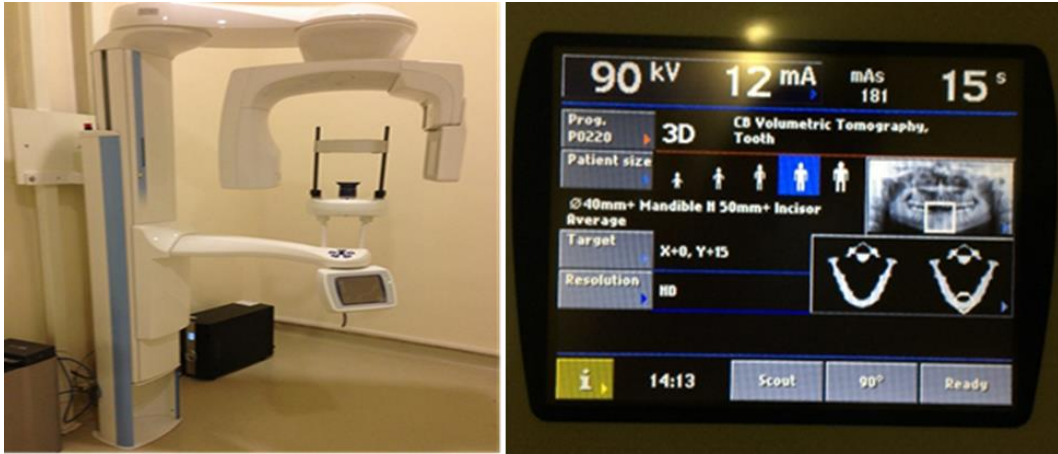 90 kV 12 mA mAs 181 15 s
Prog. P0220 3D CB Volumetric Tomography, Tooth
Patient size
Ø40mm+ Mandible H 50mm+ Incisor
Average
Target X+0, Y+15
Resolution HD
i 14:13 Scout 90° Ready